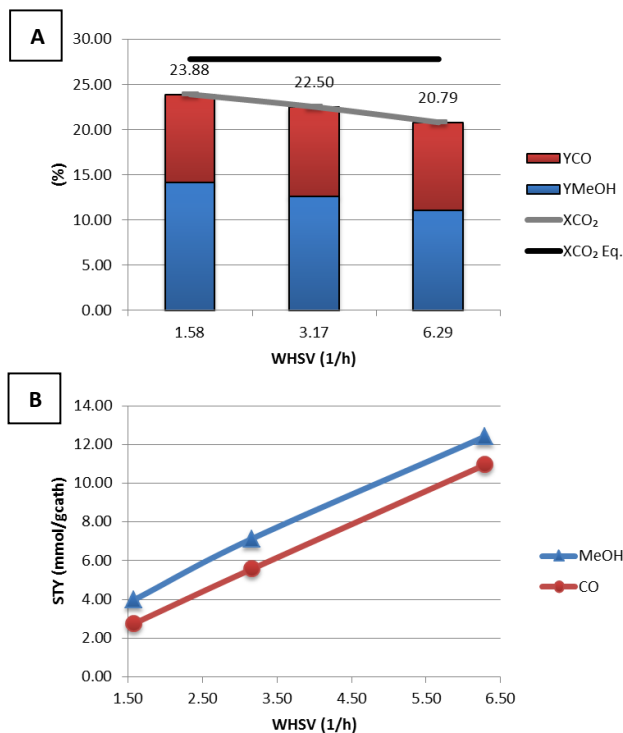 A
30.00
25.00
20.00
15.00
10.00
5.00
0.00
(%)
23.88
22.50
20.79
1.58
3.17
6.29
WHSV (1/h)
YCO
YMeOH
XCO₂
XCO₂ Eq.
B
14.00
12.00
10.00
8.00
6.00
4.00
2.00
0.00
STY (mmol/gcath)
1.50
2.50
3.50
4.50
5.50
6.50
WHSV (1/h)
MeOH
CO